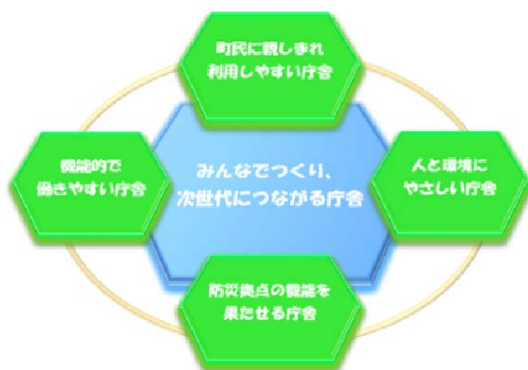 町民に親しまれ
利用しやすい庁舎
機能的で
働きやすい庁舎
みんなでつくり、
次世代につながる庁舎
人と環境に
やさしい庁舎
防災拠点の機能を
果たせる庁舎